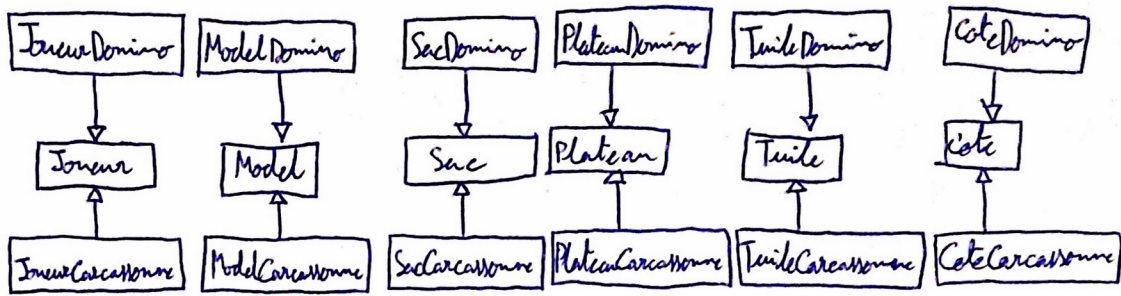 JoueurDomino ModelDomino SacDomino PlateauDomino TuileDomino CoteDomino
Joueur Model Sac Plateau Tuile Cote
JoueurCarcassonne ModelCarcassonne SacCarcassonne PlateauCarcassonne TuileCarcassonne CoteCarcassonne